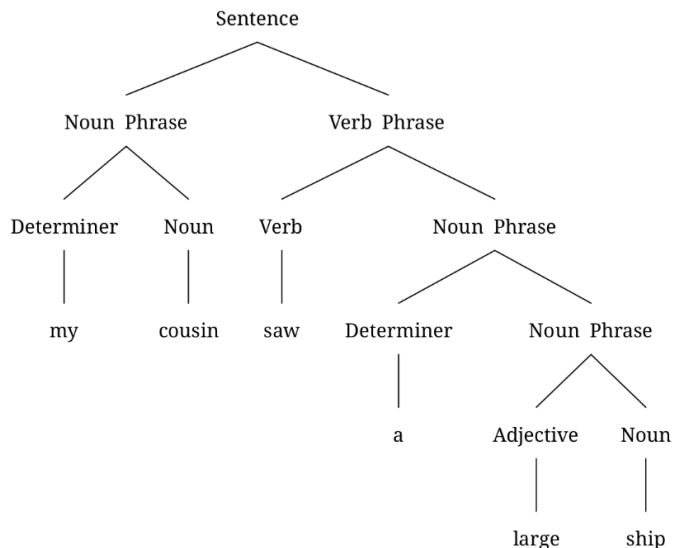 Sentence
Noun Phrase Verb Phrase
Determiner Noun Verb Noun Phrase
my cousin saw Determiner Noun Phrase
a Adjective Noun
large ship